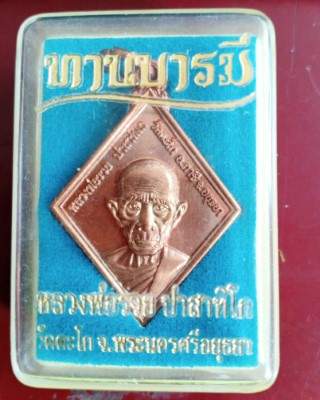 ทานบารมี
หลวงพ่อรวย ปาสาทิโก
วัดตะโก จ.พระนครศรีอยุธยา